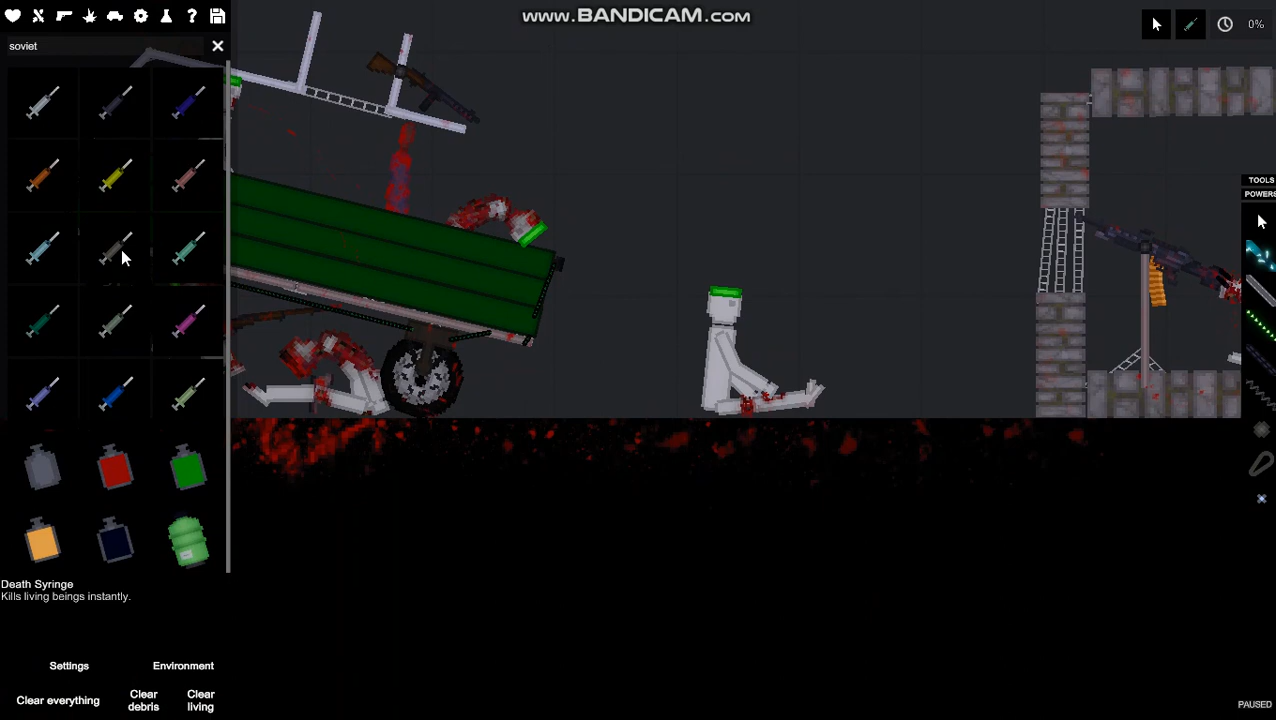 www.BANDICAM.com
0%
soviet
TOOLS
POWERS
Death Syringe
Kills living beings instantly.
Settings
Environment
Clear everything
Clear debris
Clear living
PAUSED